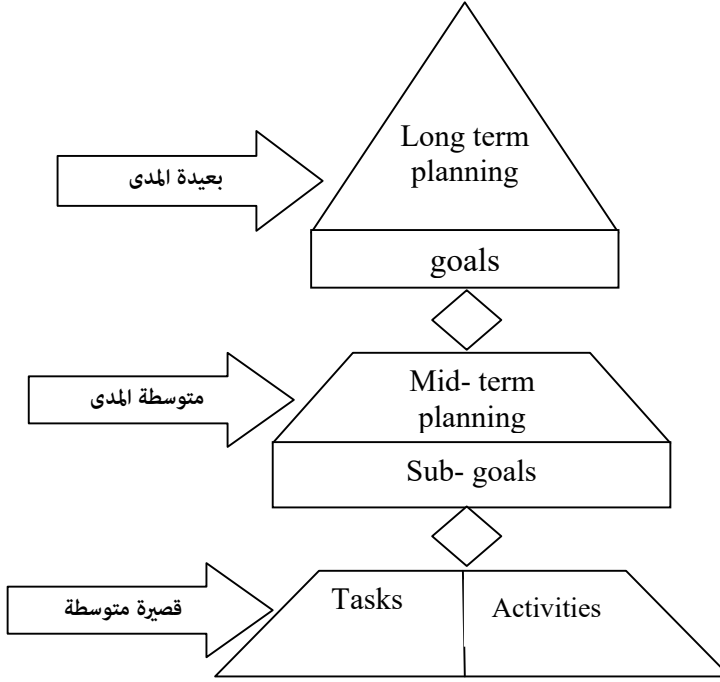 Long term
planning
بعيدة المدى
goals
Mid- term
planning
متوسطة المدى
Sub- goals
Tasks
Activities
قصيرة متوسطة